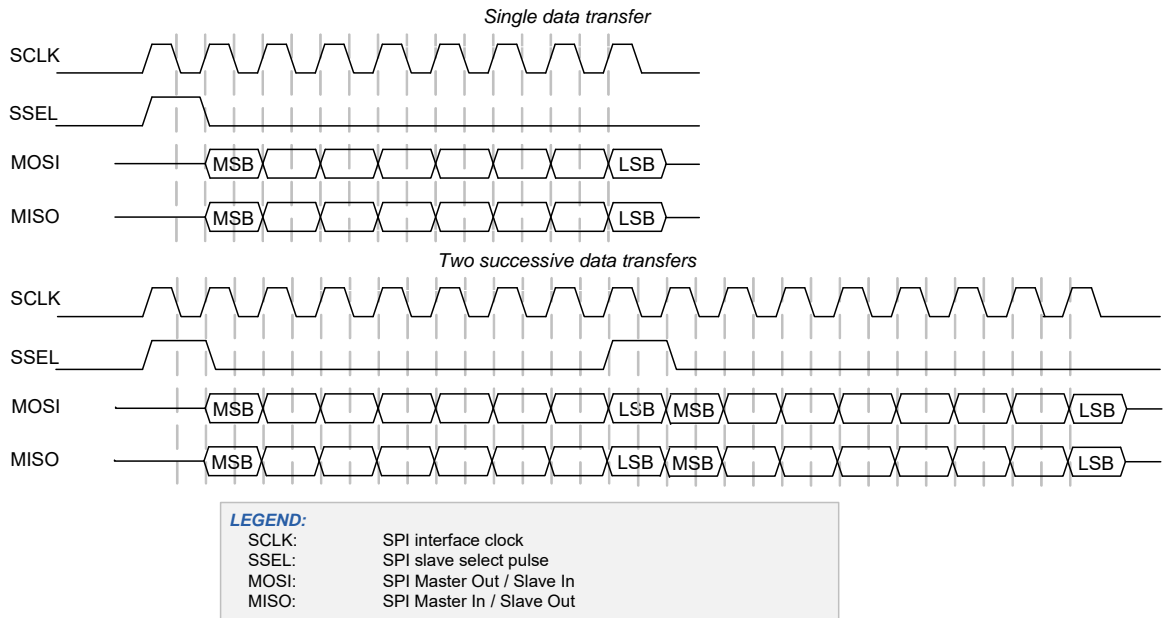 Single data transfer
SCLK
SSEL
MOSI MSB LSB
MISO MSB LSB
Two successive data transfers
SCLK
SSEL
MOSI MSB LSB MSB LSB
MISO MSB LSB MSB LSB
LEGEND:
SCLK: SPI interface clock
SSEL: SPI slave select pulse
MOSI: SPI Master Out / Slave In
MISO: SPI Master In / Slave Out